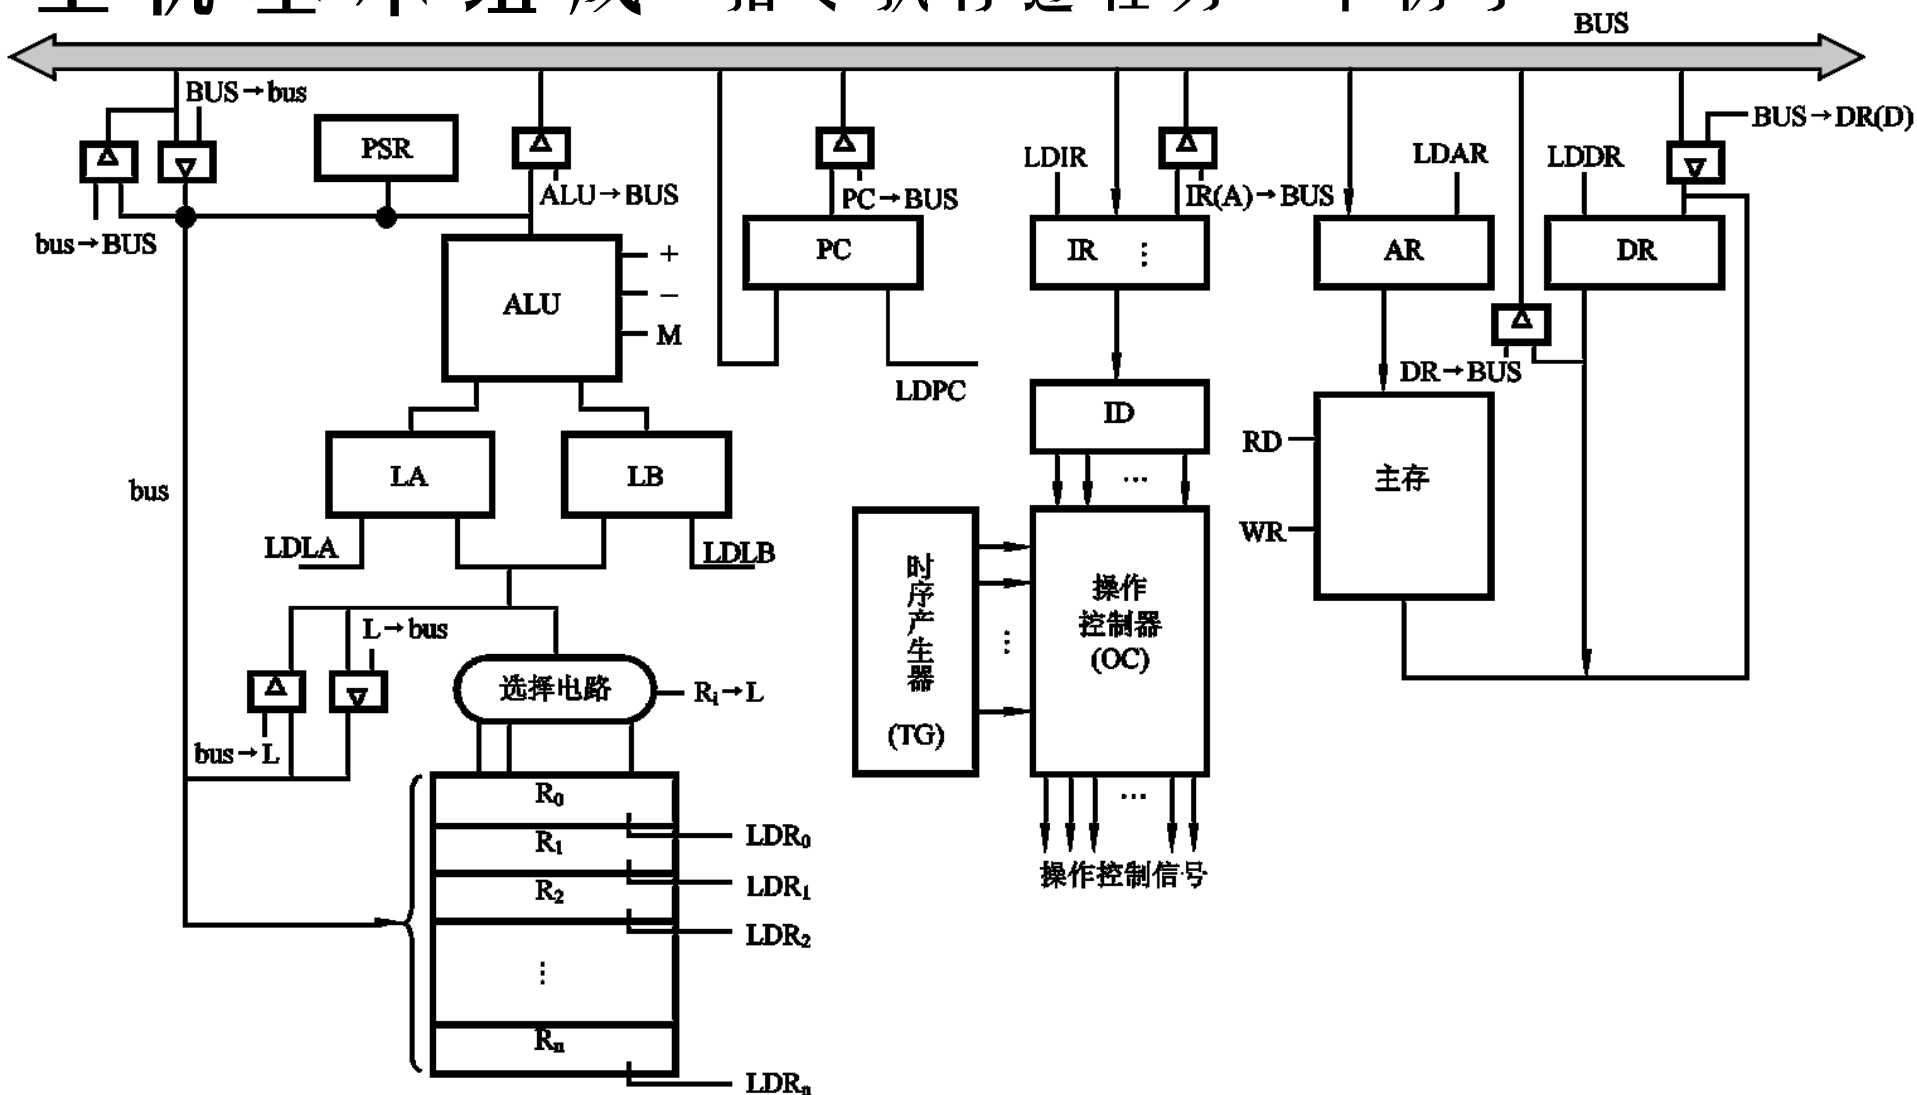 BUS
BUS→bus
BUS→DR(D)
PSR
LDIR
LDAR
LDDR
ALU→BUS
PC→BUS
IR(A)→BUS
bus→BUS
+
PC
IR ⋮
AR
DR
−
ALU
M
DR→BUS
LDPC
ID
RD
LA
LB
主存
bus
…
WR
LDLA
LDLB
时序产生器
(TG)
⋮
操作
控制器
(OC)
L→bus
选择电路
Ri→L
bus→L
R0
LDR0
R1
LDR1
R2
LDR2
⋮
Rn
LDRn
…
操作控制信号